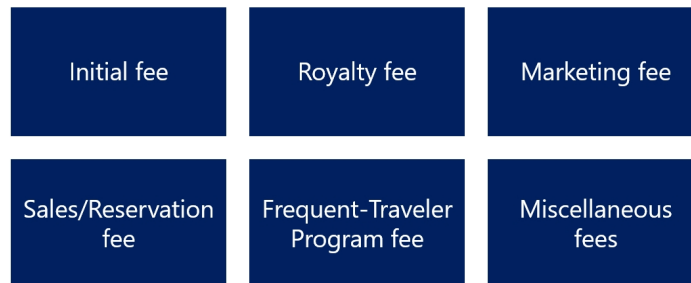 Initial fee
Royalty fee
Marketing fee
Sales/Reservation
fee
Frequent-Traveler
Program fee
Miscellaneous
fees